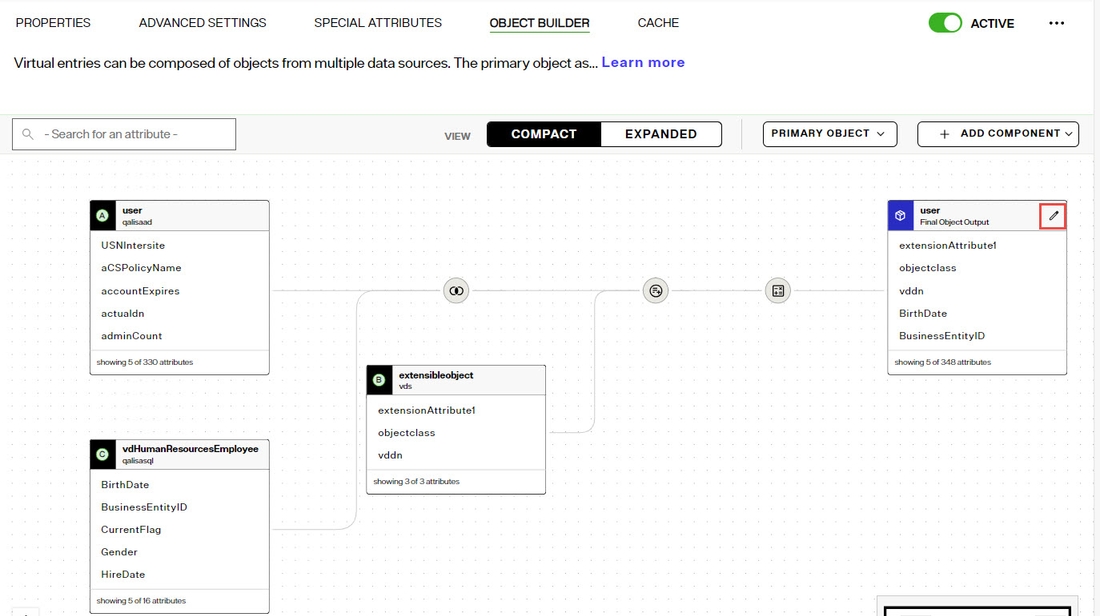 PROPERTIES ADVANCED SETTINGS SPECIAL ATTRIBUTES OBJECT BUILDER CACHE ACTIVE
Virtual entries can be composed of objects from multiple data sources. The primary object as... Learn more
- Search for an attribute - VIEW COMPACT EXPANDED PRIMARY OBJECT ADD COMPONENT
A user
qalisaad
USNIntersite
aCSPolicyName
accountExpires
actualdn
adminCount
showing 5 of 330 attributes
user
Final Object Output
extensionAttribute1
objectclass
vddn
BirthDate
BusinessEntityID
showing 5 of 348 attributes
B extensibleobject
vds
extensionAttribute1
objectclass
vddn
showing 3 of 3 attributes
C vdHumanResourcesEmployee
qalisasql
BirthDate
BusinessEntityID
CurrentFlag
Gender
HireDate
showing 5 of 16 attributes